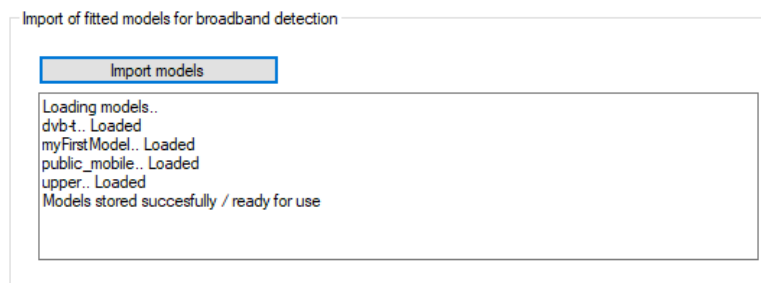 Import of fitted models for broadband detection
Import models
Loading models..
dvb-t.. Loaded
myFirstModel.. Loaded
public_mobile.. Loaded
upper.. Loaded
Models stored succesfully / ready for use